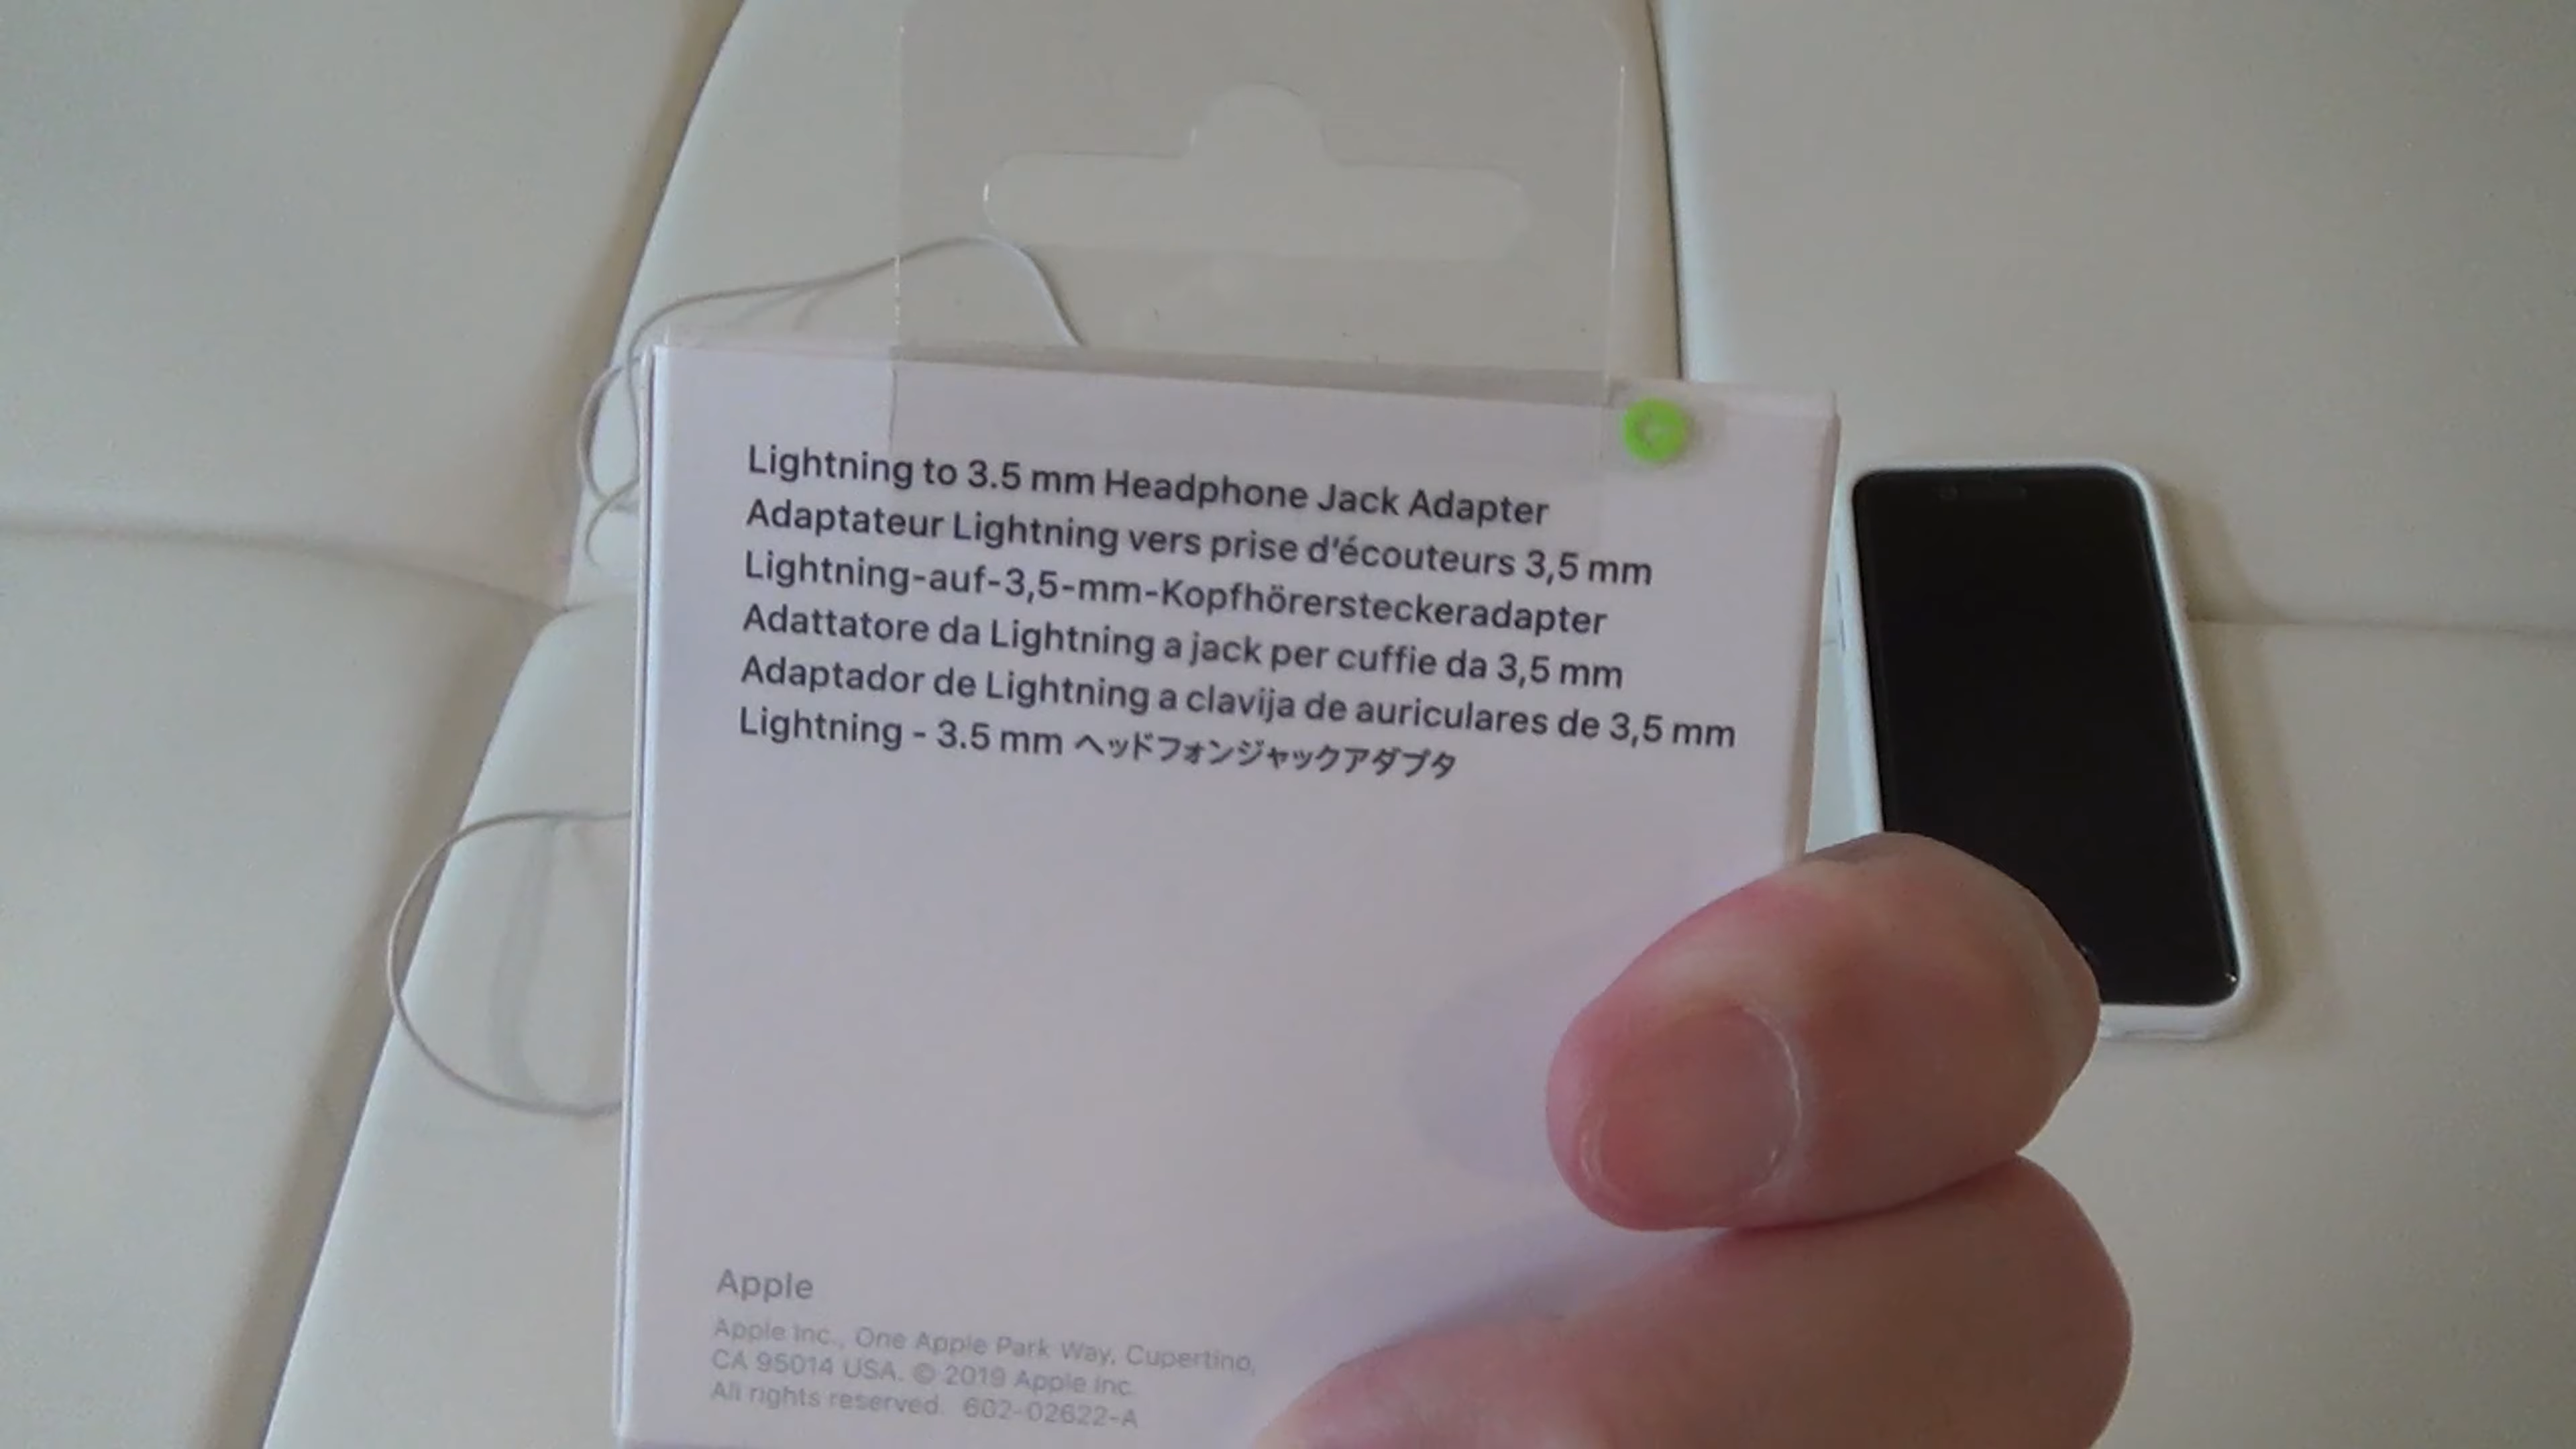 Lightning to 3.5 mm Headphone Jack Adapter
Adaptateur Lightning vers prise d'écouteurs 3,5 mm
Lightning-auf-3,5-mm-Kopfhörersteckeradapter
Adattatore da Lightning a jack per cuffie da 3,5 mm
Adaptador de Lightning a clavija de auriculares de 3,5 mm
Lightning - 3.5 mm ヘッドフォンジャックアダプタ
Apple
Apple Inc., One Apple Park Way, Cupertino,
CA 95014 USA. © 2019 Apple Inc.
All rights reserved. 602-02622-A